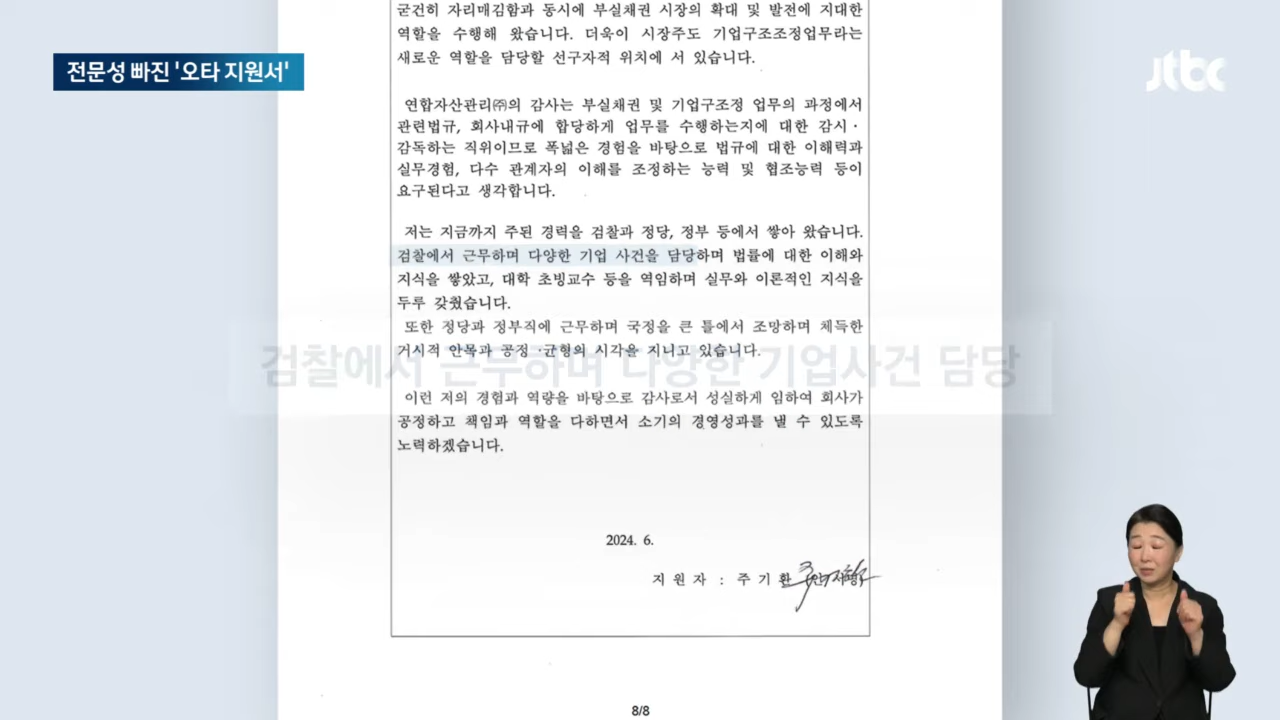 전문성 빠진 '오타 지원서'
jtbc
굳건히 자리매김함과 동시에 부실채권 시장의 확대 및 발전에 지대한
역할을 수행해 왔습니다. 더욱이 시장주도 기업구조조정업무라는
새로운 역할을 담당할 선구자적 위치에 서 있습니다.
연합자산관리㈜의 감사는 부실채권 및 기업구조정 업무의 과정에서
관련법규, 회사내규에 합당하게 업무를 수행하는지에 대한 감시·
감독하는 직위이므로 폭넓은 경험을 바탕으로 법규에 대한 이해력과
실무경험, 다수 관계자의 이해를 조정하는 능력 및 협조능력 등이
요구된다고 생각합니다.
저는 지금까지 주된 경력을 검찰과 정당, 정부 등에서 쌓아 왔습니다.
검찰에서 근무하며 다양한 기업 사건을 담당하며 법률에 대한 이해와
지식을 쌓았고, 대학 초빙교수 등을 역임하며 실무와 이론적인 지식을
두루 갖췄습니다.
또한 정당과 정부직에 근무하며 국정을 큰 틀에서 조망하며 체득한
거시적 안목과 공정 ·균형의 시각을 지니고 있습니다.
검찰에서 근무하며 다양한 기업사건 담당
이런 저의 경험과 역량을 바탕으로 감사로서 성실하게 임하여 회사가
공정하고 책임과 역할을 다하면서 소기의 경영성과를 낼 수 있도록
노력하겠습니다.
2024. 6.
지 원 자 : 주 기 환
8/8